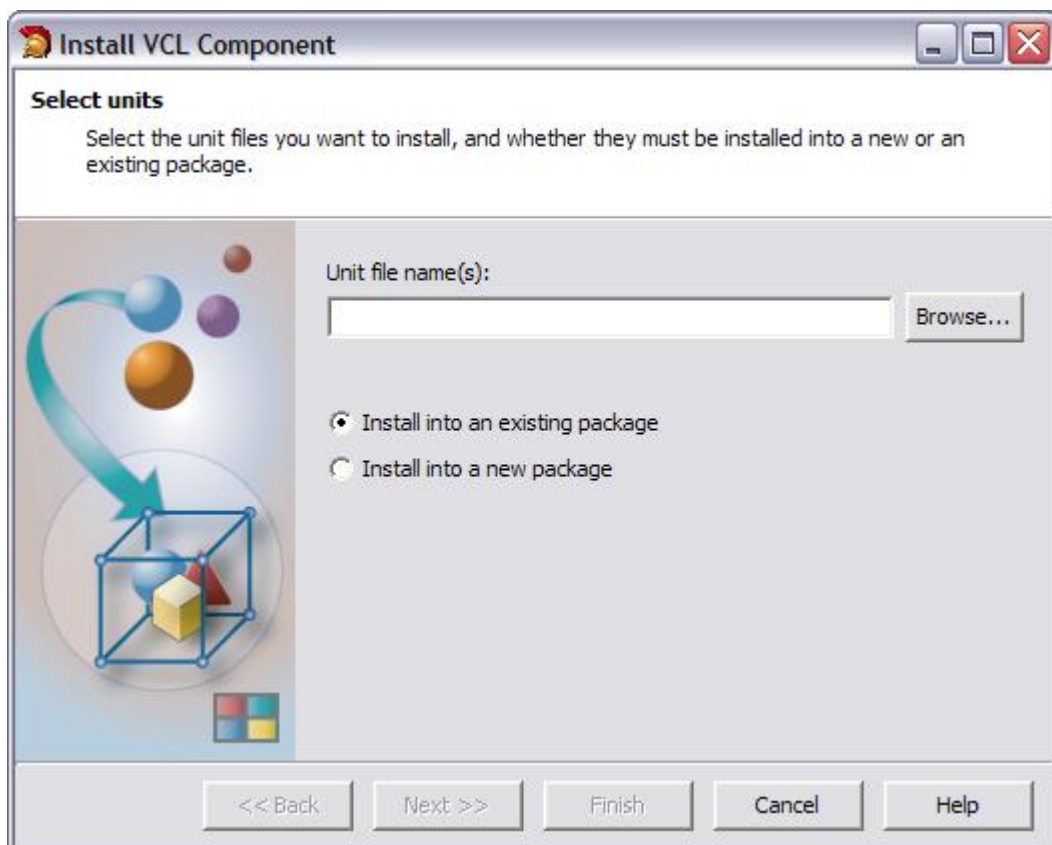 Install VCL Component
Select units
Select the unit files you want to install, and whether they must be installed into a new or an
existing package.
Unit file name(s):
Browse...
Install into an existing package
Install into a new package
<< Back Next >> Finish Cancel Help